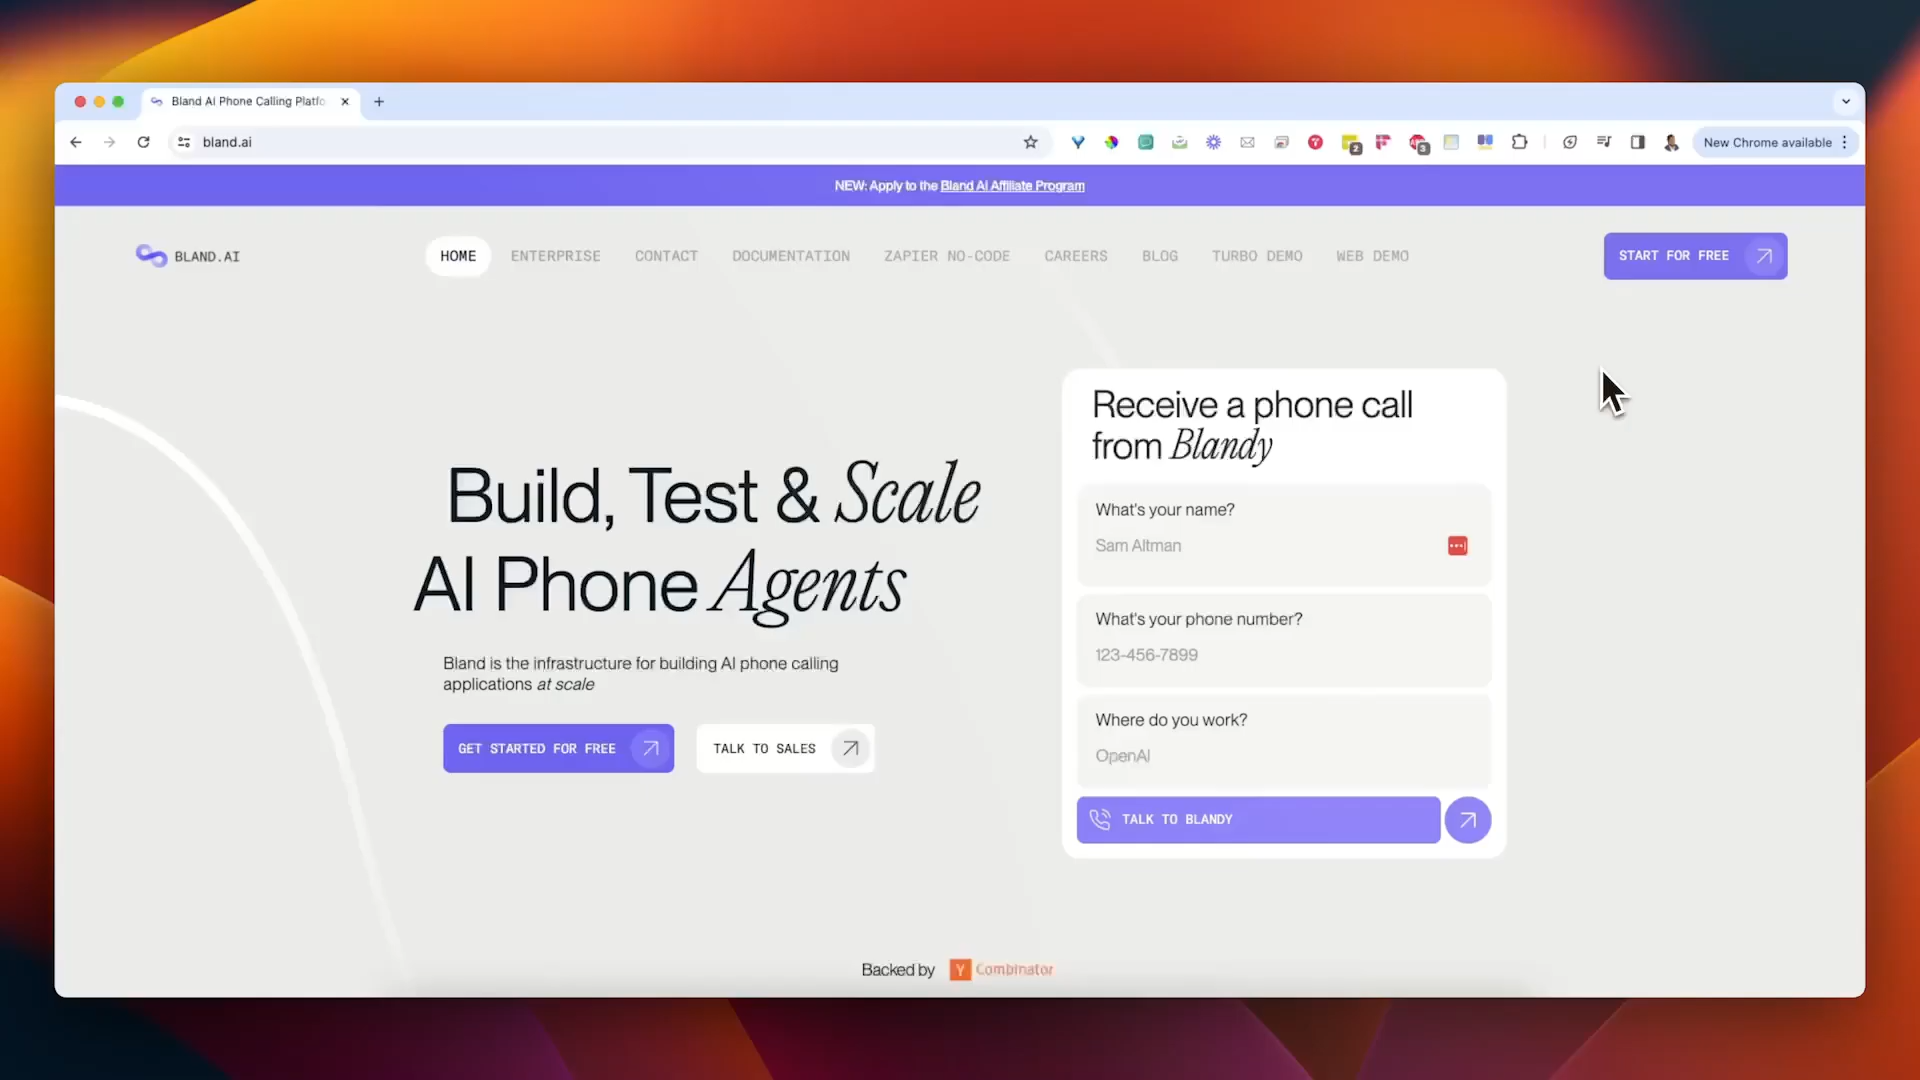 Bland AI Phone Calling Platfo
bland.ai
2
3
New Chrome available
NEW: Apply to the Bland AI Affiliate Program
BLAND.AI
HOME
ENTERPRISE
CONTACT
DOCUMENTATION
ZAPIER NO-CODE
CAREERS
BLOG
TURBO DEMO
WEB DEMO
START FOR FREE
Build, Test & Scale
AI Phone Agents
Bland is the infrastructure for building AI phone calling
applications at scale
GET STARTED FOR FREE
TALK TO SALES
Receive a phone call
from Blandy
What's your name?
Sam Altman
What's your phone number?
123-456-7899
Where do you work?
OpenAI
TALK TO BLANDY
Backed by
Y Combinator